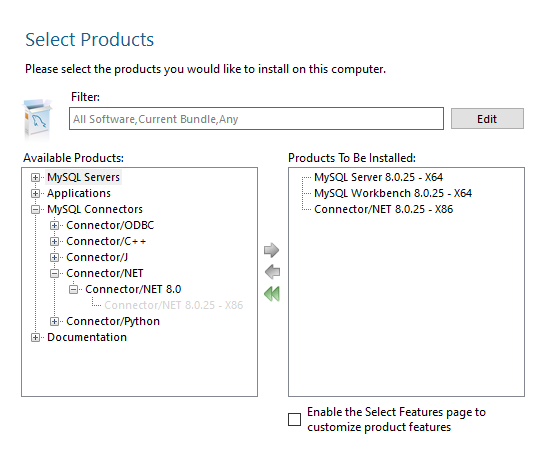 Select Products
Please select the products you would like to install on this computer.
Filter:
All Software,Current Bundle,Any
Edit
Available Products:
MySQL Servers
Applications
MySQL Connectors
Connector/ODBC
Connector/C++
Connector/J
Connector/NET
Connector/NET 8.0
Connector/NET 8.0.25 - X86
Connector/Python
Documentation
Products To Be Installed:
MySQL Server 8.0.25 - X64
MySQL Workbench 8.0.25 - X64
Connector/NET 8.0.25 - X86
Enable the Select Features page to
customize product features